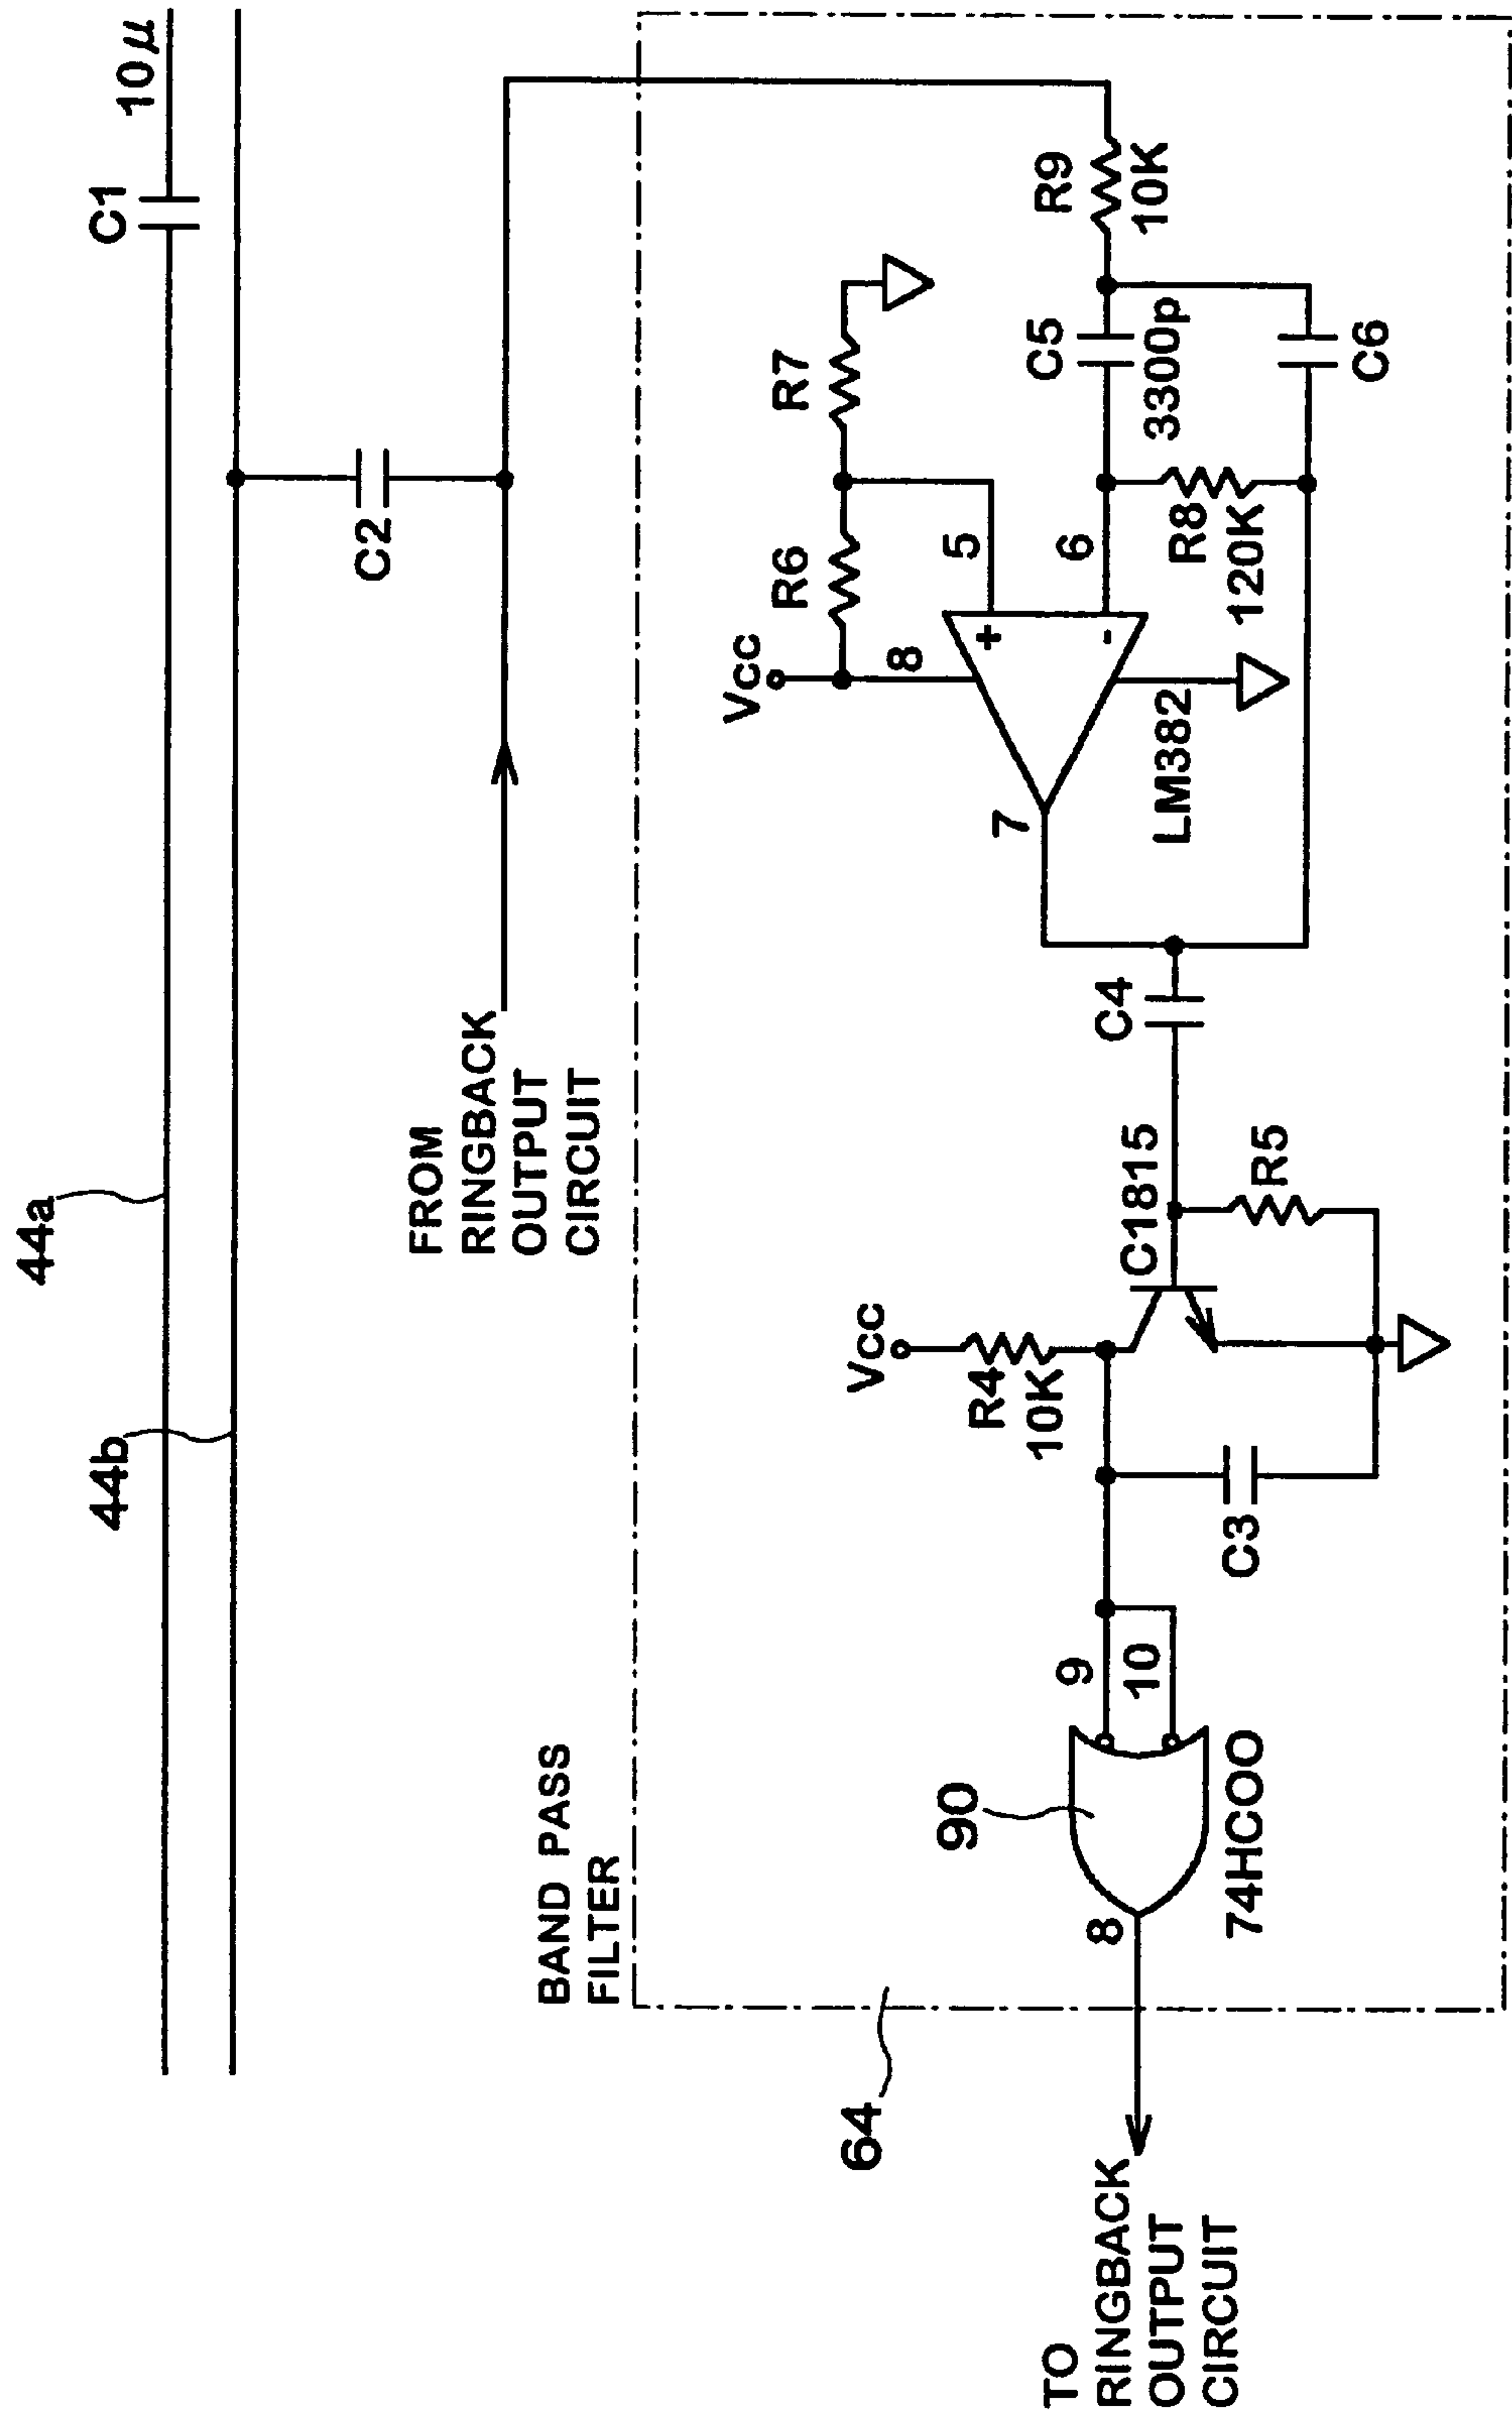 44a
44b
C1
10μ
C2
FROM
RINGBACK
OUTPUT
CIRCUIT
BAND PASS
FILTER
64
TO
RINGBACK
OUTPUT
CIRCUIT
90
8
9
10
74HC00
C3
Vcc
R4
10K
C1815
R5
C4
7
Vcc
8
R6
R7
5
6
+
-
LM382
R8
120K
C5
3300p
C6
R9
10K